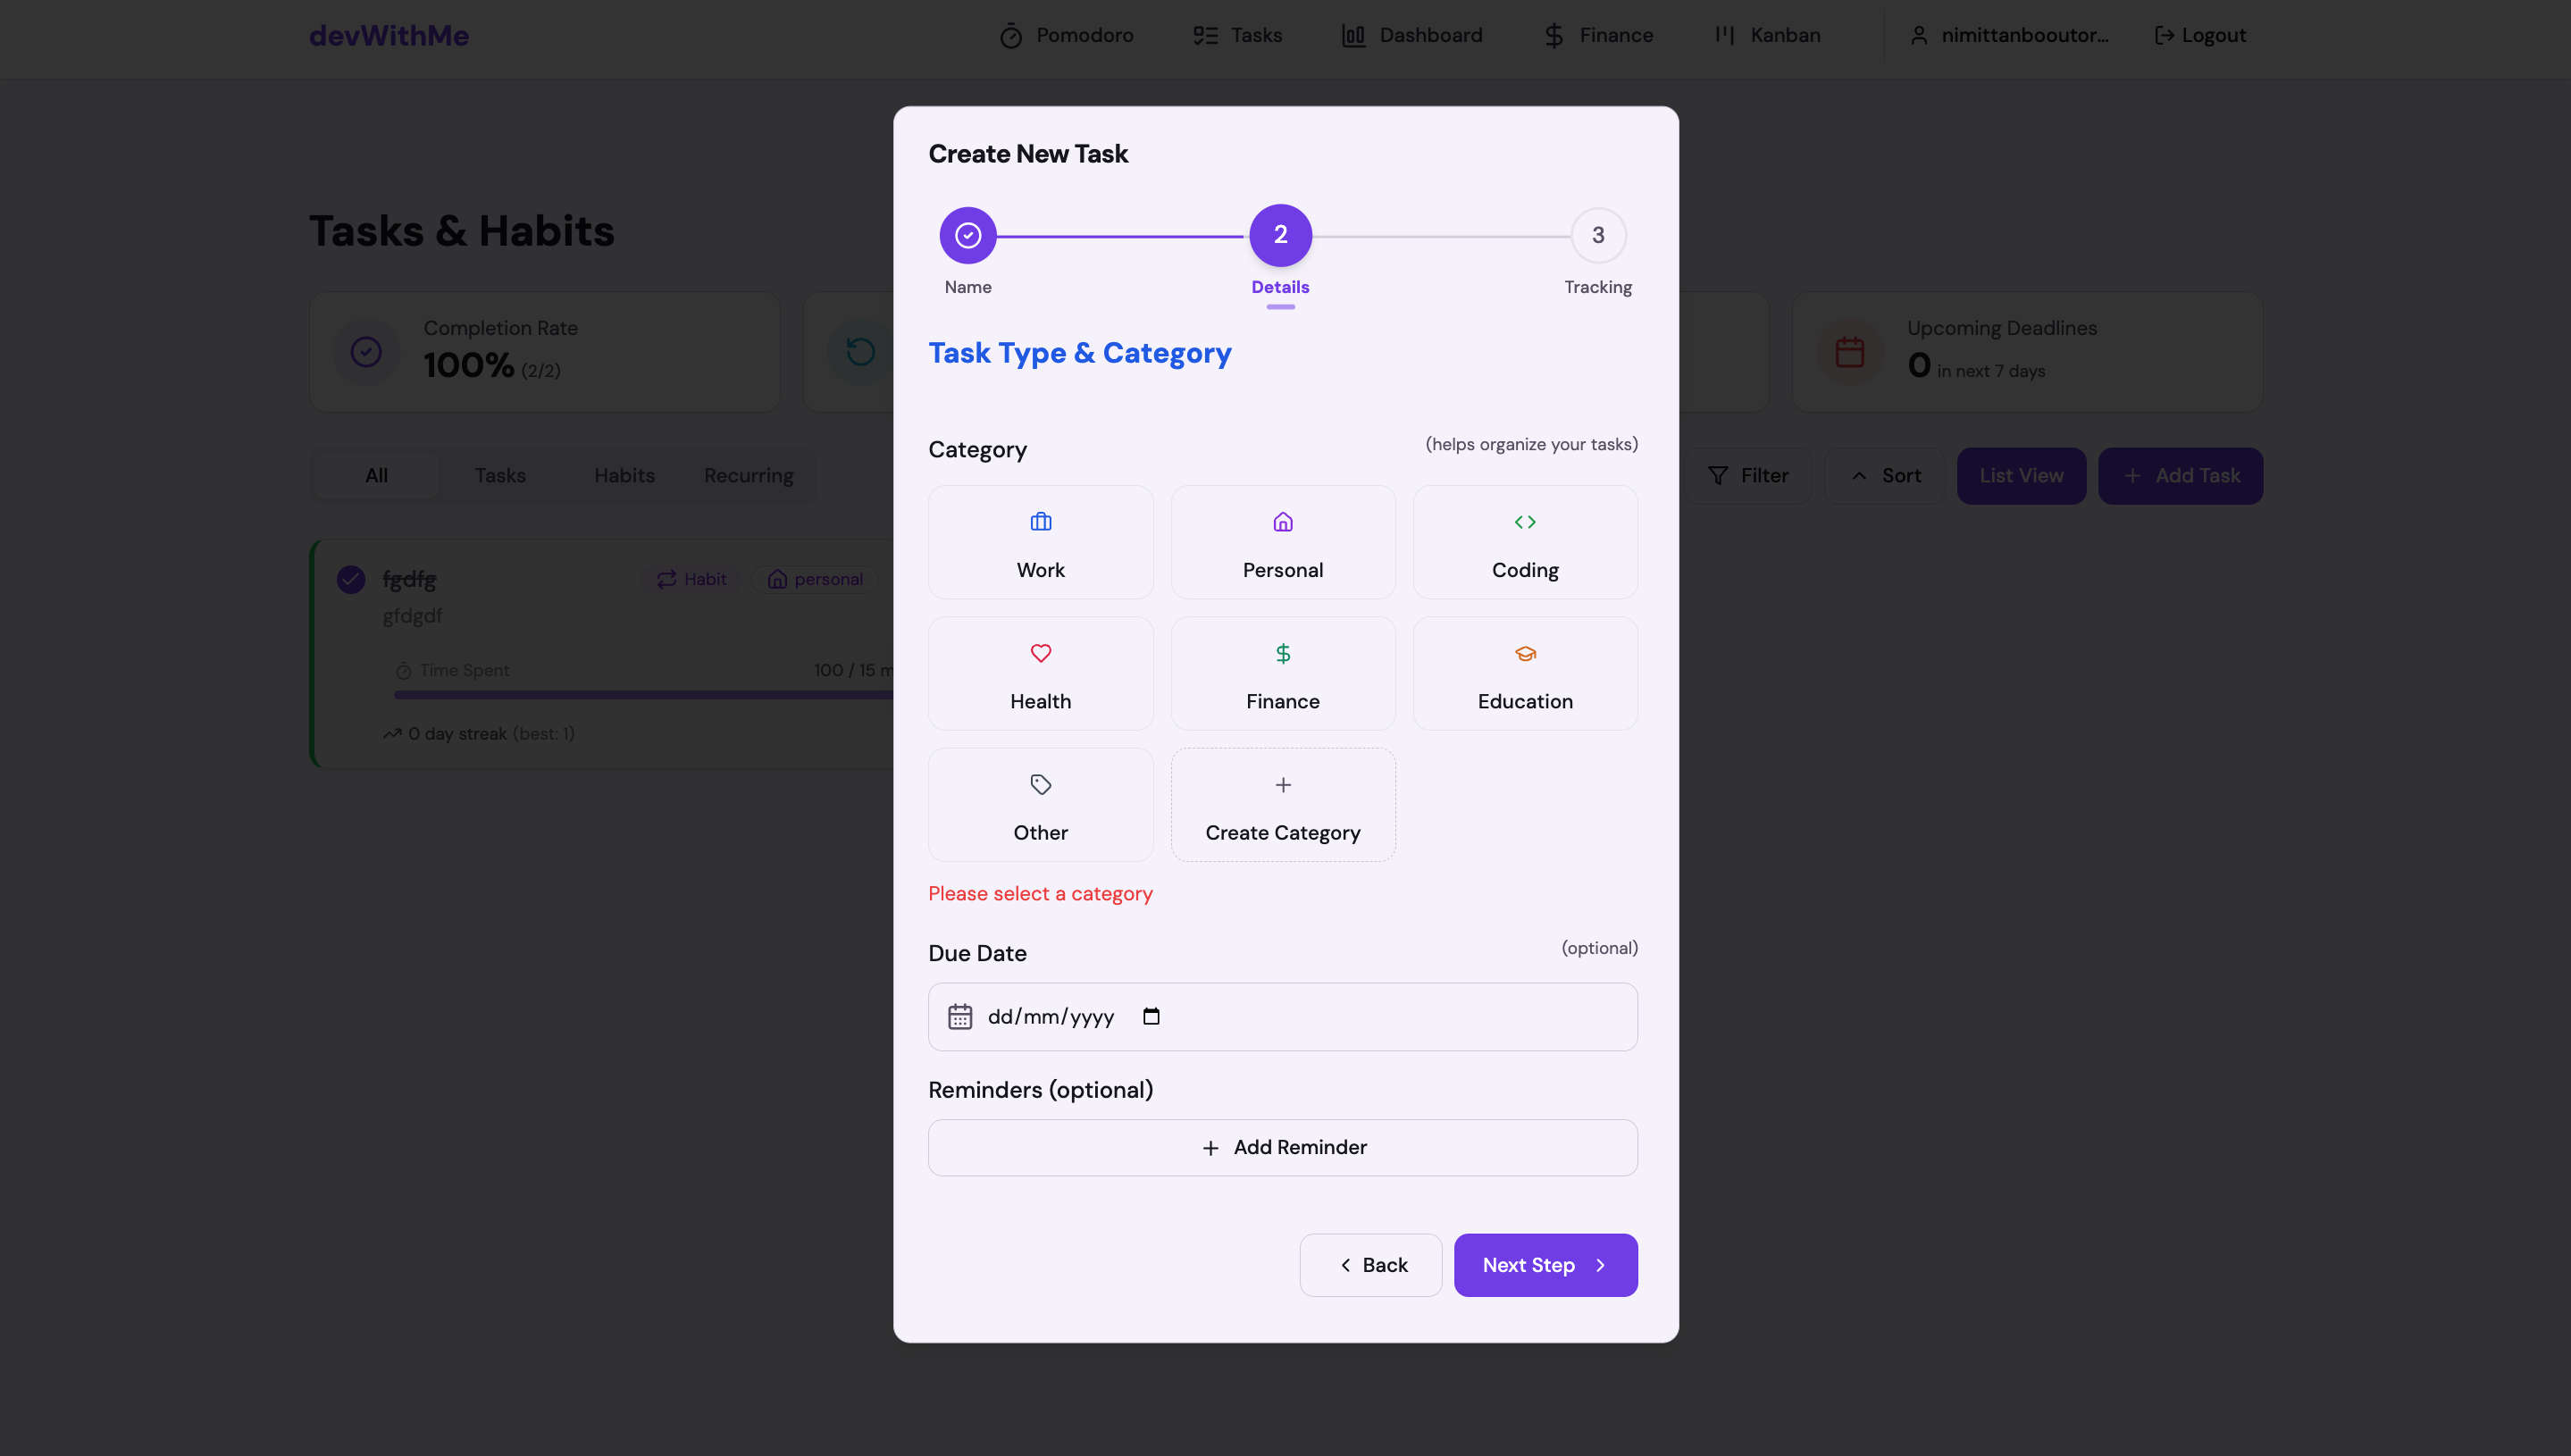 devWithMe
Pomodoro
Tasks
Dashboard
Finance
Kanban
nimittanbooutor...
Logout
Tasks & Habits
Completion Rate
100% (2/2)
Upcoming Deadlines
0 in next 7 days
All
Tasks
Habits
Recurring
Filter
Sort
List View
Add Task
fgdfg
Habit
personal
gfdgdf
Time Spent
100 / 15 m
0 day streak (best: 1)
Create New Task
2
3
Name
Details
Tracking
Task Type & Category
Category
(helps organize your tasks)
Work
Personal
Coding
Health
Finance
Education
Other
Create Category
Please select a category
Due Date
(optional)
dd/mm/yyyy
Reminders (optional)
Add Reminder
Back
Next Step